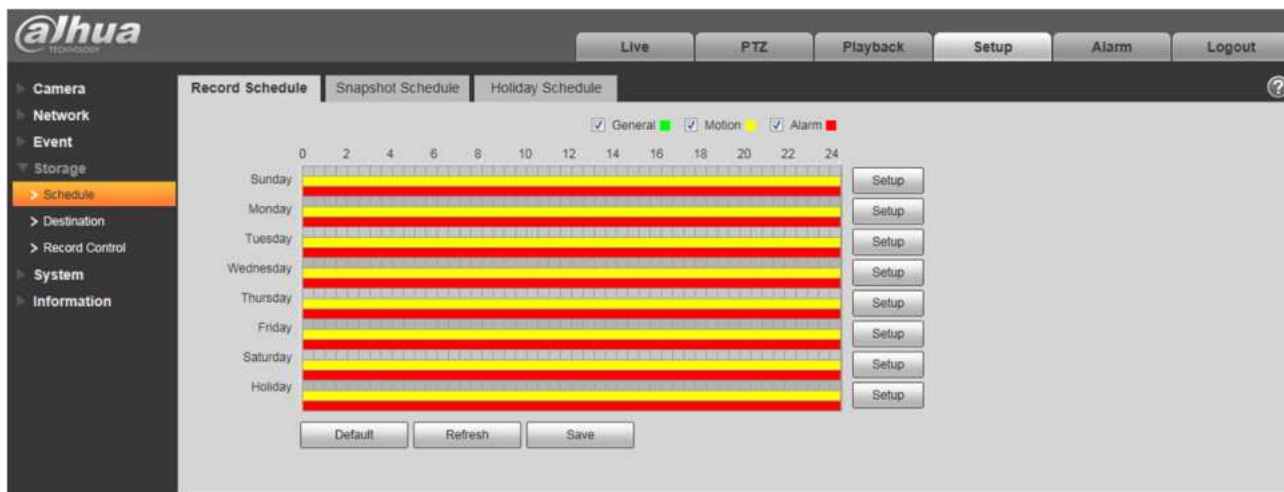 alhua
TECHNOLOGY
Live PTZ Playback Setup Alarm Logout
Camera
Network
Event
Storage
> Schedule
> Destination
> Record Control
System
Information
Record Schedule Snapshot Schedule Holiday Schedule
?
General Motion Alarm
0 2 4 6 8 10 12 14 16 18 20 22 24
Sunday Setup
Monday Setup
Tuesday Setup
Wednesday Setup
Thursday Setup
Friday Setup
Saturday Setup
Holiday Setup
Default Refresh Save